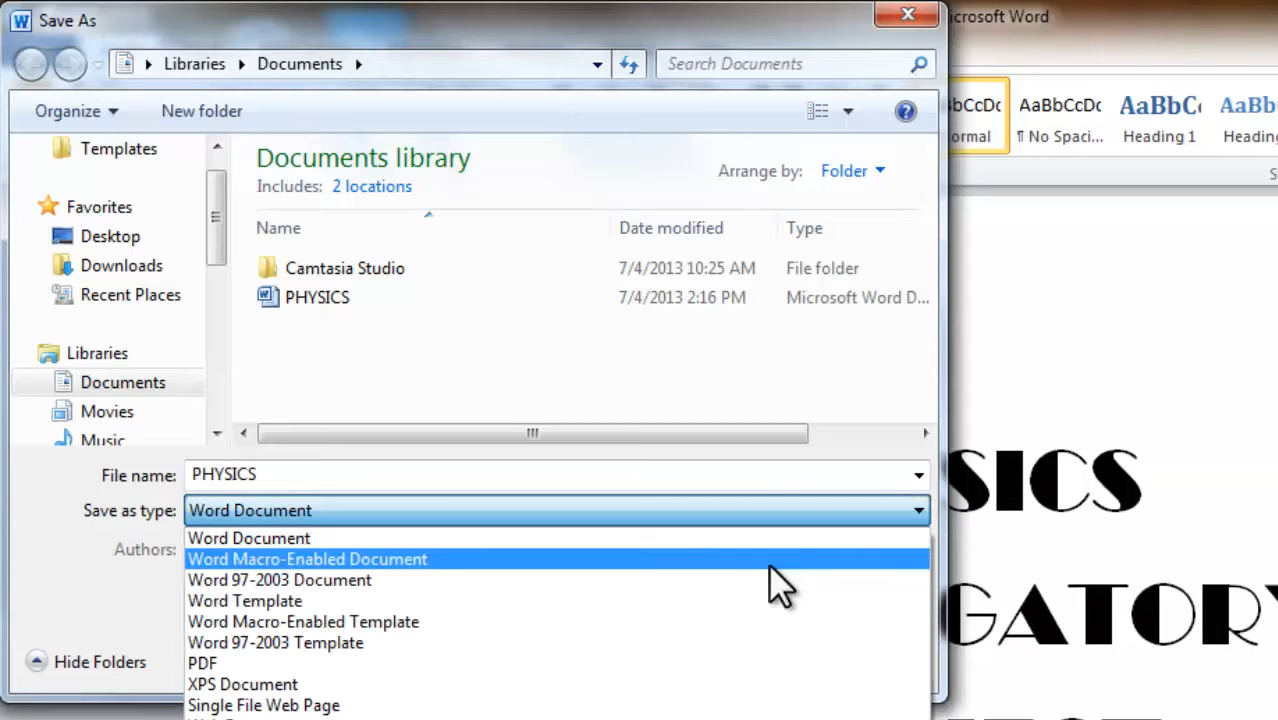 Save As
icrosoft Word
Libraries Documents
Search Documents
Organize New folder
AaBbCcDc AaBbC AaBb
ormal ¶ No Spaci... Heading 1 Heading
Templates
Favorites
Desktop
Downloads
Recent Places
Libraries
Documents
Movies
Music
Documents library
Includes: 2 locations
Arrange by: Folder
Name Date modified Type
Camtasia Studio 7/4/2013 10:25 AM File folder
PHYSICS 7/4/2013 2:16 PM Microsoft Word D...
File name: PHYSICS
Save as type: Word Document
Authors:
Word Document
Word Macro-Enabled Document
Word 97-2003 Document
Word Template
Word Macro-Enabled Template
Word 97-2003 Template
PDF
XPS Document
Single File Web Page
Hide Folders
SICS
GATORY